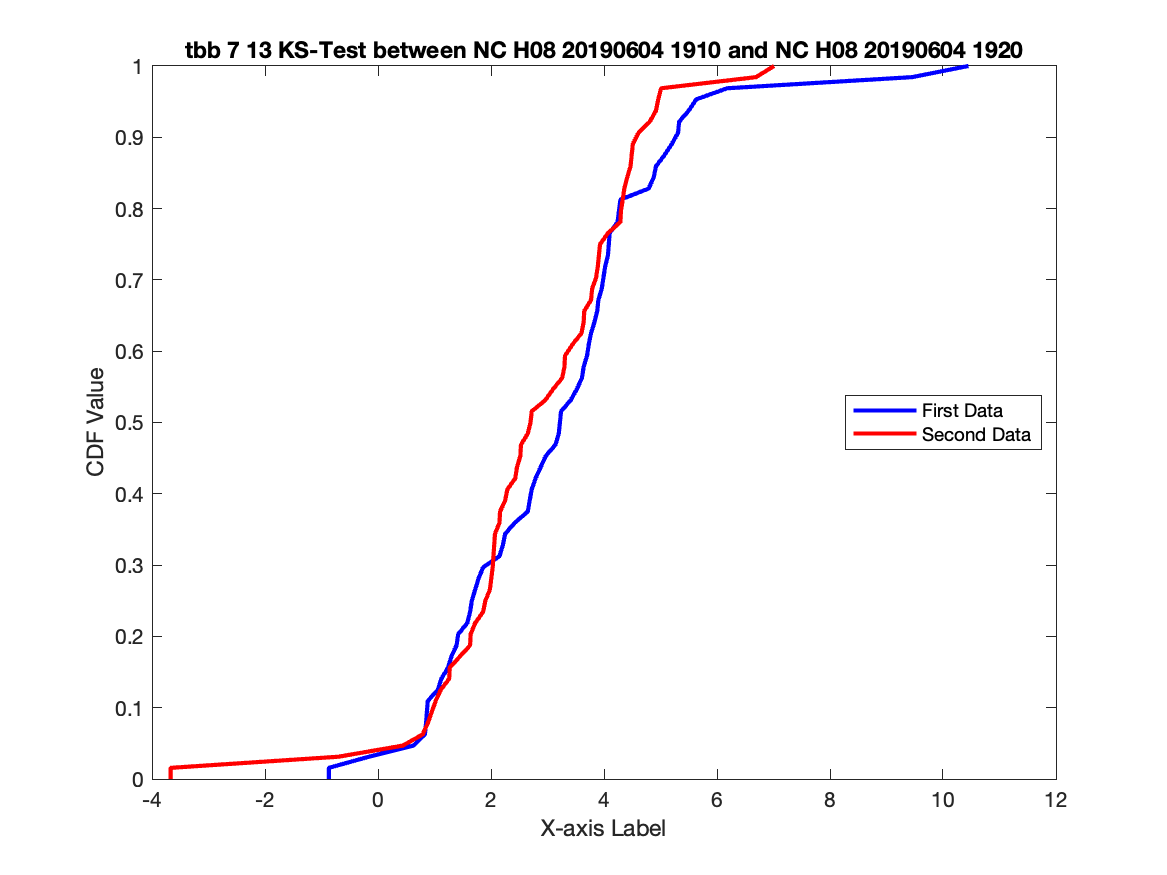 tbb 7 13 KS-Test between NC H08 20190604 1910 and NC H08 20190604 1920
1
0.9
0.8
0.7
0.6
0.5
0.4
0.3
0.2
0.1
0
CDF Value
First Data
Second Data
-4 -2 0 2 4 6 8 10 12
X-axis Label